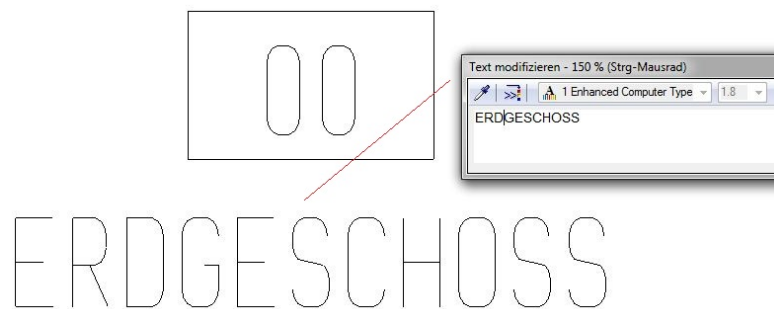 00
Text modifizieren - 150 % (Strg-Mausrad)
1 Enhanced Computer Type 1.8
ERDGESCHOSS
ERDGESCHOSS